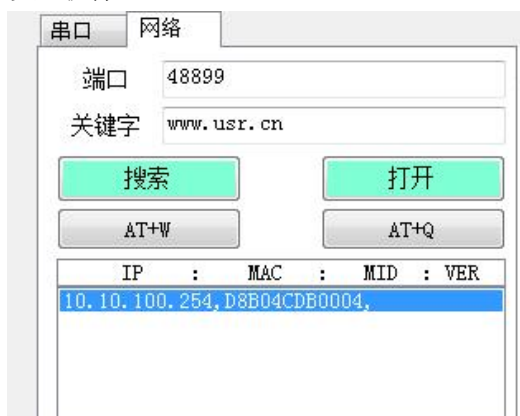 串口 网络
端口 48899
关键字 www.usr.cn
搜索 打开
AT+W AT+Q
IP : MAC : MID : VER
10.10.100.254,D8B04CDB0004,